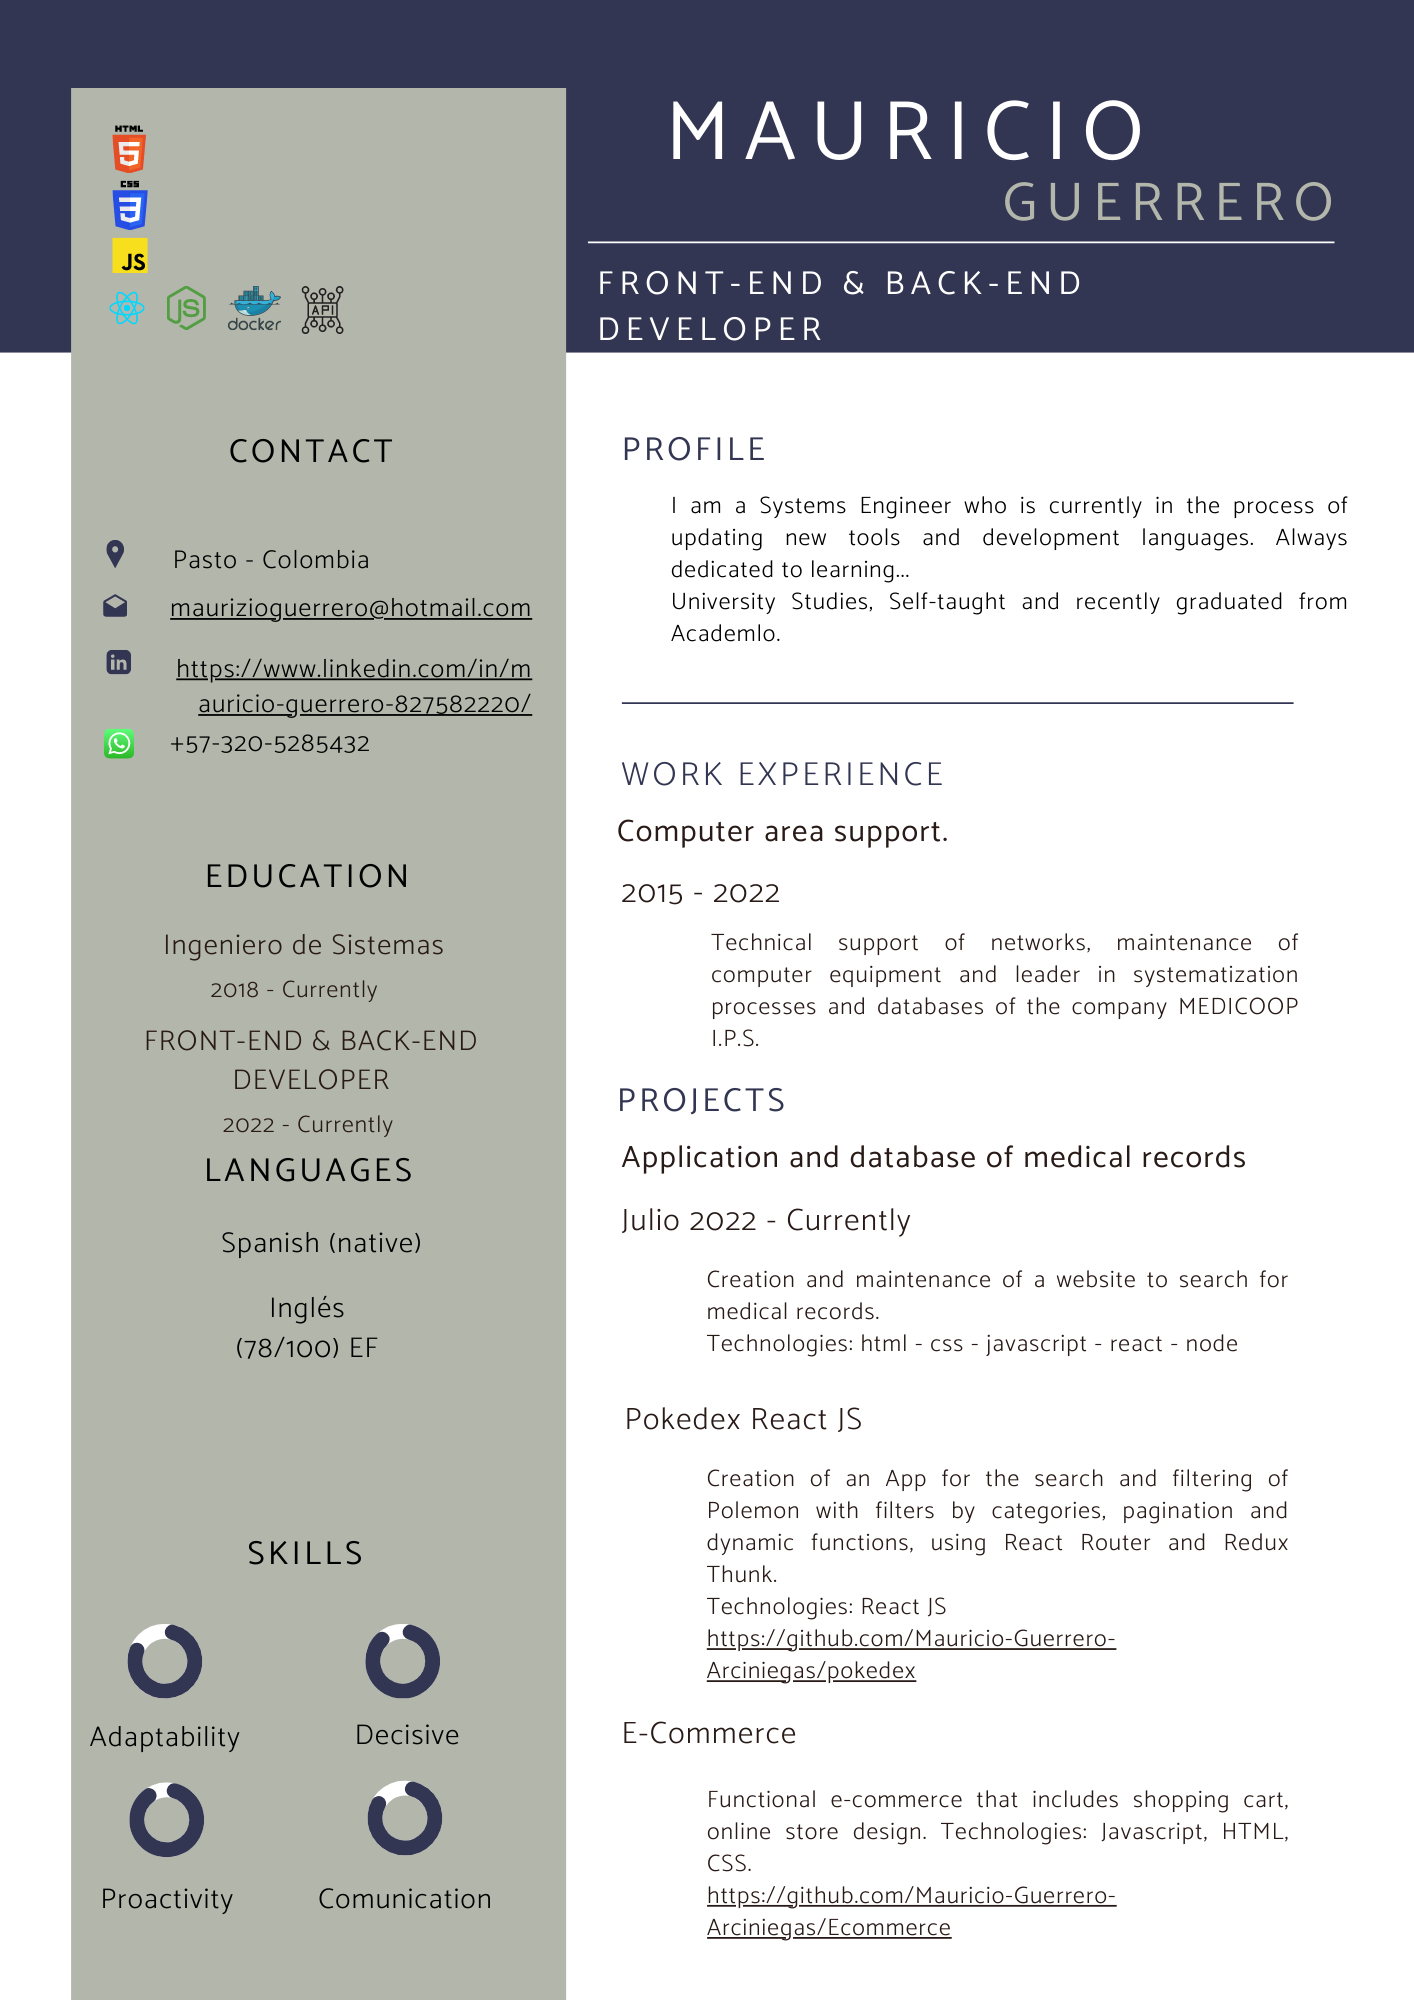 HTML
5
CSS
3
JS
JS
docker
API
MAURICIO
GUERRERO
FRONT-END & BACK-END
DEVELOPER
CONTACT
Pasto - Colombia
maurizioguerrero@hotmail.com
in
https://www.linkedin.com/in/m
auricio-guerrero-827582220/
+57-320-5285432
EDUCATION
Ingeniero de Sistemas
2018 - Currently
FRONT-END & BACK-END
DEVELOPER
2022 - Currently
LANGUAGES
Spanish (native)
Inglés
(78/100) EF
SKILLS
Adaptability
Decisive
Proactivity
Comunication
PROFILE
I am a Systems Engineer who is currently in the process of
updating new tools and development languages. Always
dedicated to learning...
University Studies, Self-taught and recently graduated from
Academlo.
WORK EXPERIENCE
Computer area support.
2015 - 2022
Technical support of networks, maintenance of
computer equipment and leader in systematization
processes and databases of the company MEDICOOP
I.P.S.
PROJECTS
Application and database of medical records
Julio 2022 - Currently
Creation and maintenance of a website to search for
medical records.
Technologies: html - css - javascript - react - node
Pokedex React JS
Creation of an App for the search and filtering of
Polemon with filters by categories, pagination and
dynamic functions, using React Router and Redux
Thunk.
Technologies: React JS
https://github.com/Mauricio-Guerrero-
Arciniegas/pokedex
E-Commerce
Functional e-commerce that includes shopping cart,
online store design. Technologies: Javascript, HTML,
CSS.
https://github.com/Mauricio-Guerrero-
Arciniegas/Ecommerce